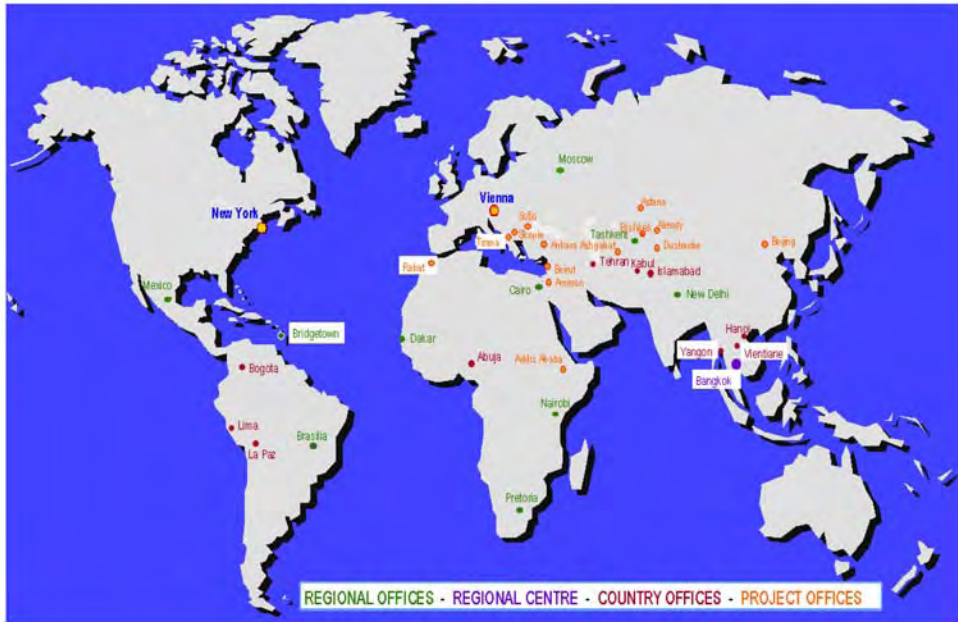 Moscow
Vienna
Astana
New York
Sofia
Bishkek
Almaty
Skopje
Tashkent
Tirana
Ankara
Ashgabat
Dushanbe
Beijing
Rabat
Tehran
Kabul
Islamabad
Beirut
Amman
Mexico
Cairo
New Delhi
Bridgetown
Dakar
Hanoi
Yangon
Vientiane
Abuja
Addis Ababa
Bogota
Bangkok
Nairobi
Lima
Brasilia
La Paz
Pretoria
REGIONAL OFFICES - REGIONAL CENTRE - COUNTRY OFFICES - PROJECT OFFICES